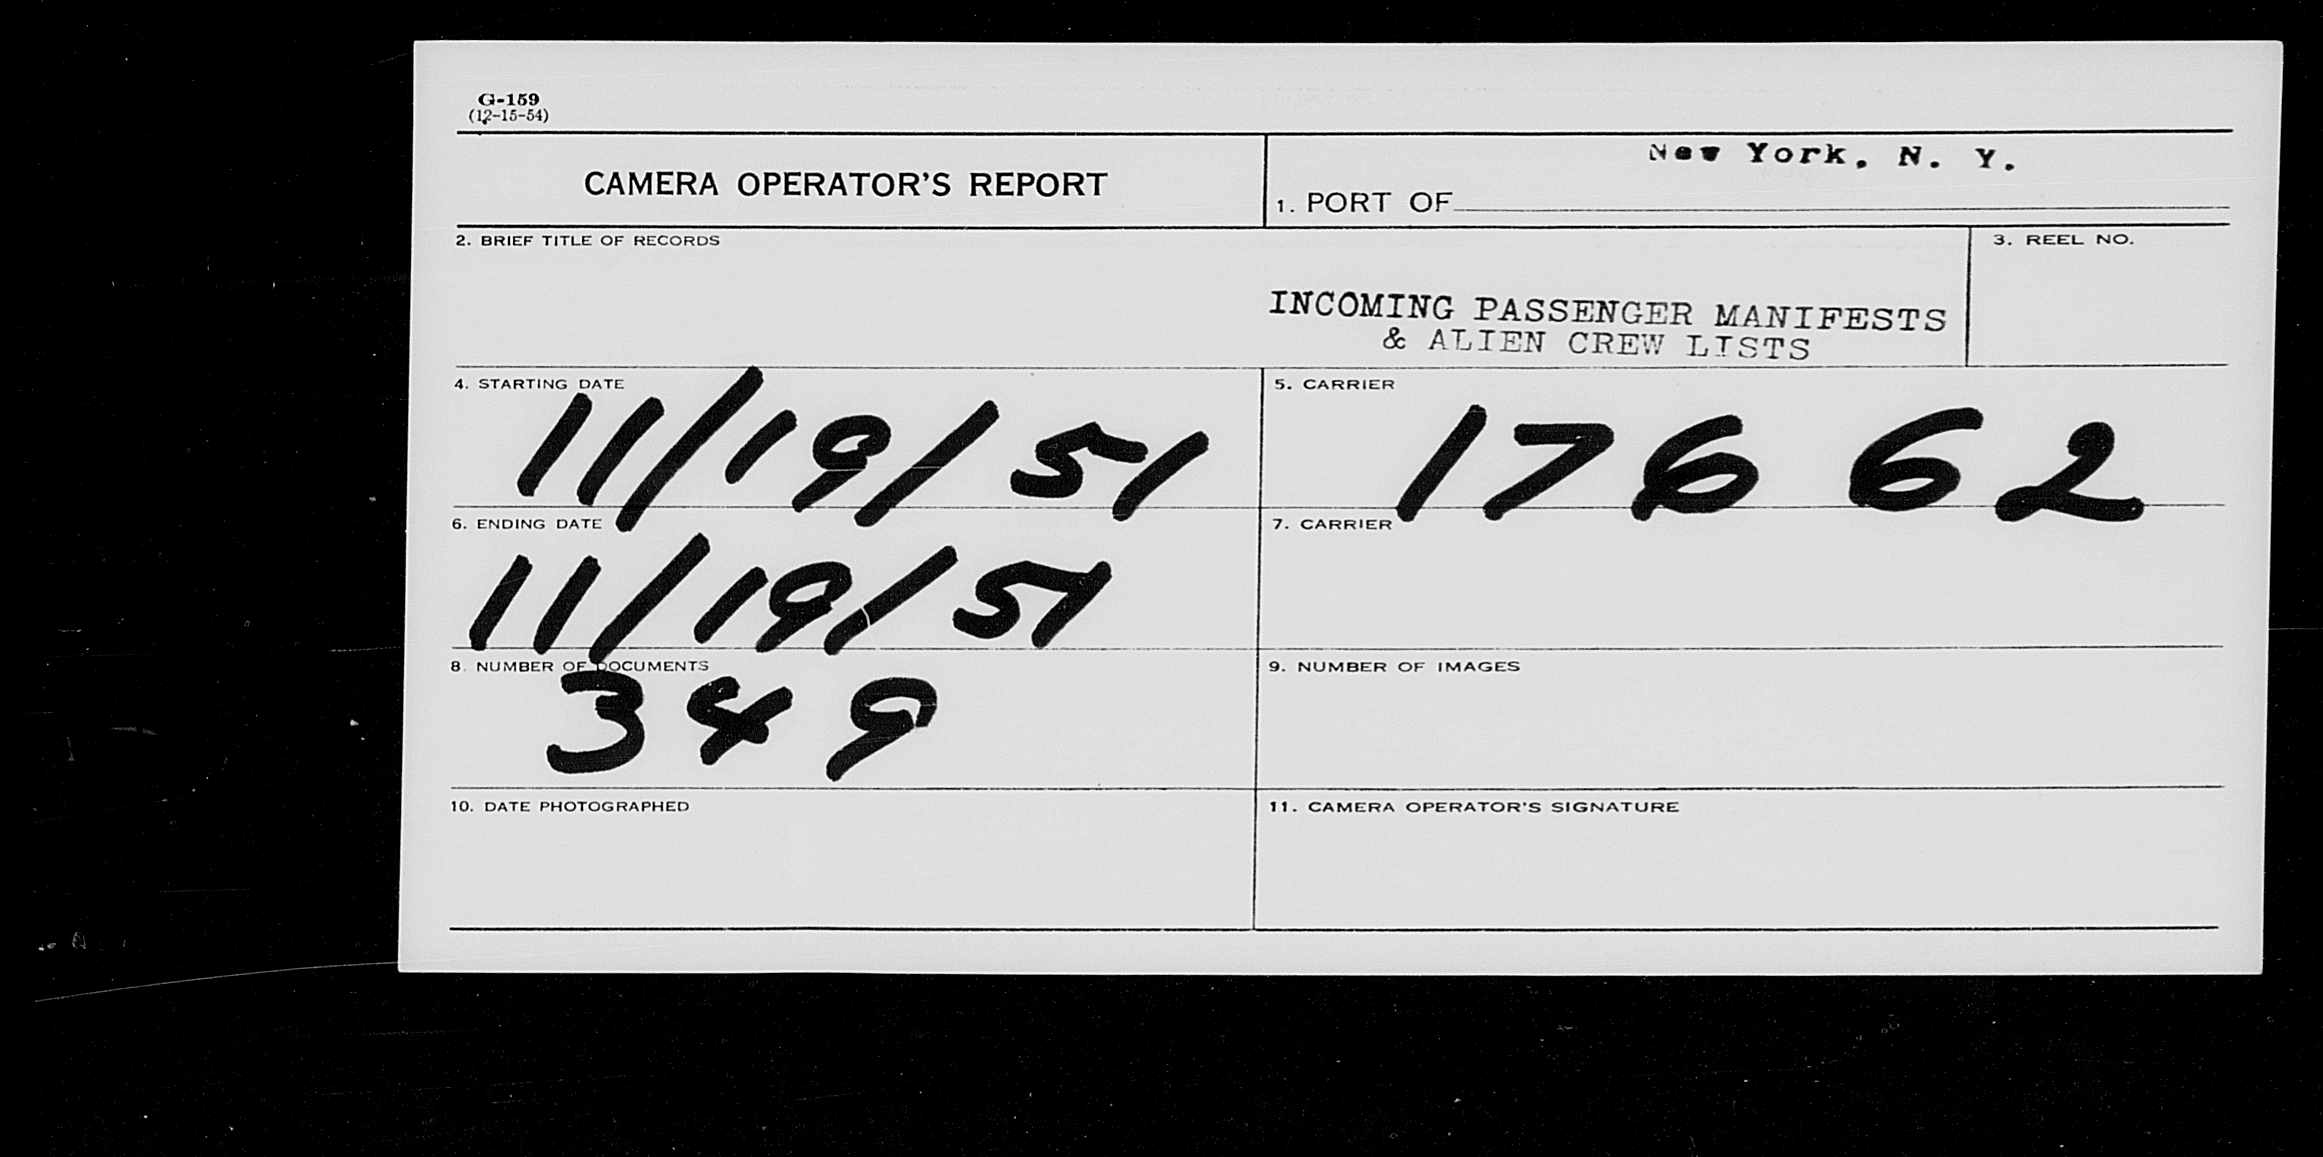 G-159
(12-15-54)
CAMERA OPERATOR'S REPORT
New York, N. Y.
1. PORT OF
2. BRIEF TITLE OF RECORDS
3. REEL NO.
INCOMING PASSENGER MANIFESTS
& ALIEN CREW LISTS
4. STARTING DATE
11/19/51
5. CARRIER
17662
6. ENDING DATE
11/19/51
7. CARRIER
8. NUMBER OF DOCUMENTS
349
9. NUMBER OF IMAGES
10. DATE PHOTOGRAPHED
11. CAMERA OPERATOR'S SIGNATURE